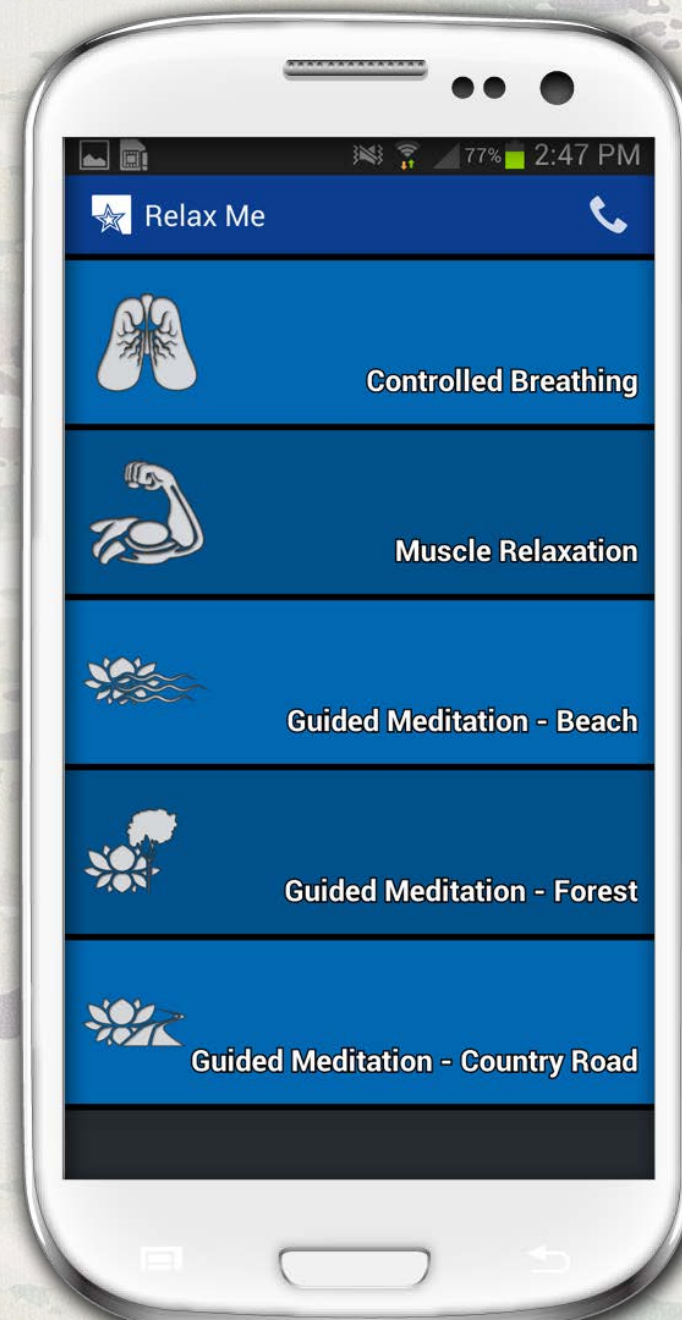 77% 2:47 PM
Relax Me
Controlled Breathing
Muscle Relaxation
Guided Meditation - Beach
Guided Meditation - Forest
Guided Meditation - Country Road